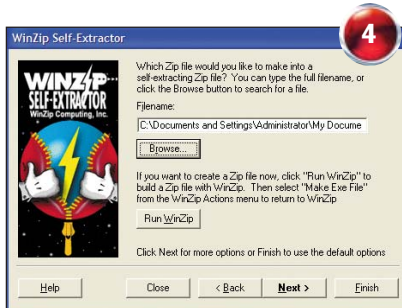 WinZip Self-Extractor
4
WINZIP
SELF-EXTRACTOR
WinZip Computing, Inc.
Which Zip file would you like to make into a
self-extracting Zip file? You can type the full filename, or
click the Browse button to search for a file.
Filename:
C:\Documents and Settings\Administrator\My Docume
Browse...
If you want to create a Zip file now, click "Run WinZip" to
build a Zip file with WinZip. Then select "Make Exe File"
from the WinZip Actions menu to return to WinZip
Run WinZip
Click Next for more options or Finish to use the default options
Help
Close
< Back
Next >
Finish